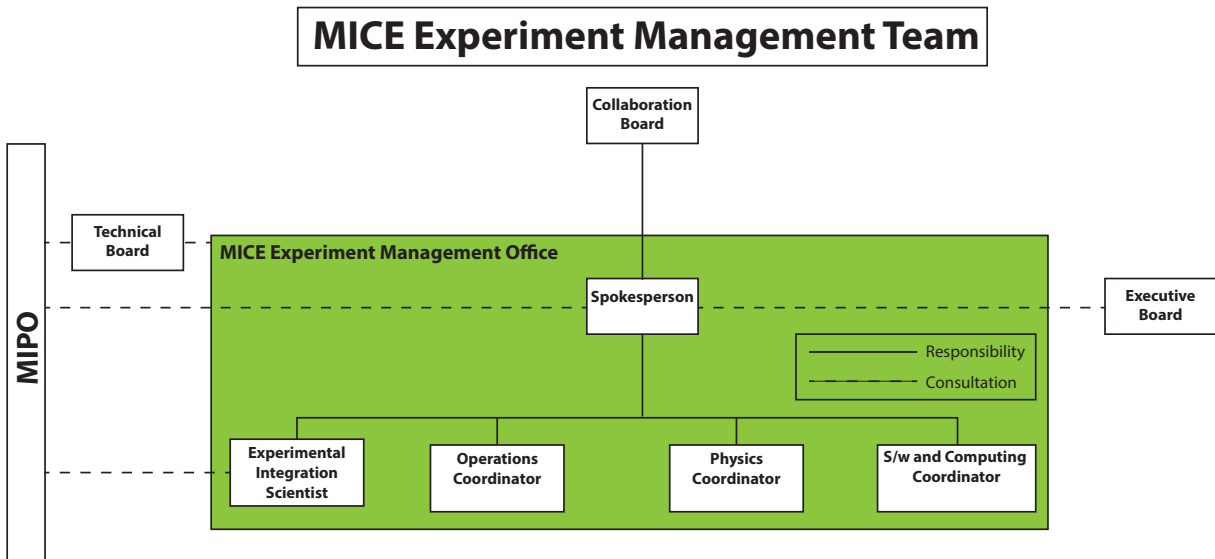 MICE Experiment Management Team
Collaboration
Board
MIPO
Technical
Board
MICE Experiment Management Office
Spokesperson
Executive
Board
Responsibility
Consultation
Experimental
Integration
Scientist
Operations
Coordinator
Physics
Coordinator
S/w and Computing
Coordinator